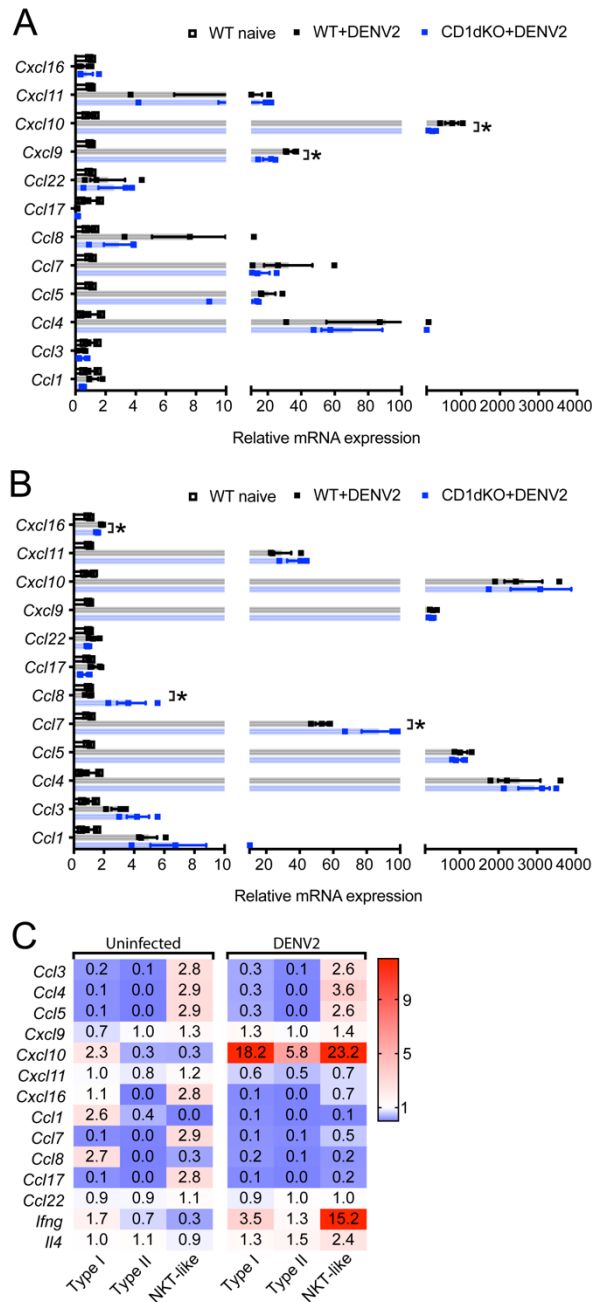 A
WT naive WT+DENV2 CD1dKO+DENV2
Cxcl16
Cxcl11
Cxcl10 *
Cxcl9 *
Ccl22
Ccl17
Ccl8
Ccl7
Ccl5
Ccl4
Ccl3
Ccl1
0 2 4 6 8 10 20 40 60 80 100 1000 2000 3000 4000
Relative mRNA expression
B
WT naive WT+DENV2 CD1dKO+DENV2
Cxcl16 *
Cxcl11
Cxcl10
Cxcl9
Ccl22
Ccl17
Ccl8 *
Ccl7 *
Ccl5
Ccl4
Ccl3
Ccl1
0 2 4 6 8 10 20 40 60 80 100 1000 2000 3000 4000
Relative mRNA expression
C
Uninfected DENV2
Ccl3 0.2 0.1 2.8 0.3 0.1 2.6
Ccl4 0.1 0.0 2.9 0.3 0.0 3.6
Ccl5 0.1 0.0 2.9 0.3 0.0 2.6
Cxcl9 0.7 1.0 1.3 1.3 1.0 1.4
Cxcl10 2.3 0.3 0.3 18.2 5.8 23.2
Cxcl11 1.0 0.8 1.2 0.6 0.5 0.7
Cxcl16 1.1 0.0 2.8 0.1 0.0 0.7
Ccl1 2.6 0.4 0.0 0.1 0.0 0.1
Ccl7 0.1 0.0 2.9 0.1 0.1 0.5
Ccl8 2.7 0.0 0.3 0.2 0.1 0.2
Ccl17 0.1 0.0 2.8 0.1 0.0 0.2
Ccl22 0.9 0.9 1.1 0.9 1.0 1.0
Ifng 1.7 0.7 0.3 3.5 1.3 15.2
Il4 1.0 1.1 0.9 1.3 1.5 2.4
Type I Type II NKT-like Type I Type II NKT-like
9
5
1